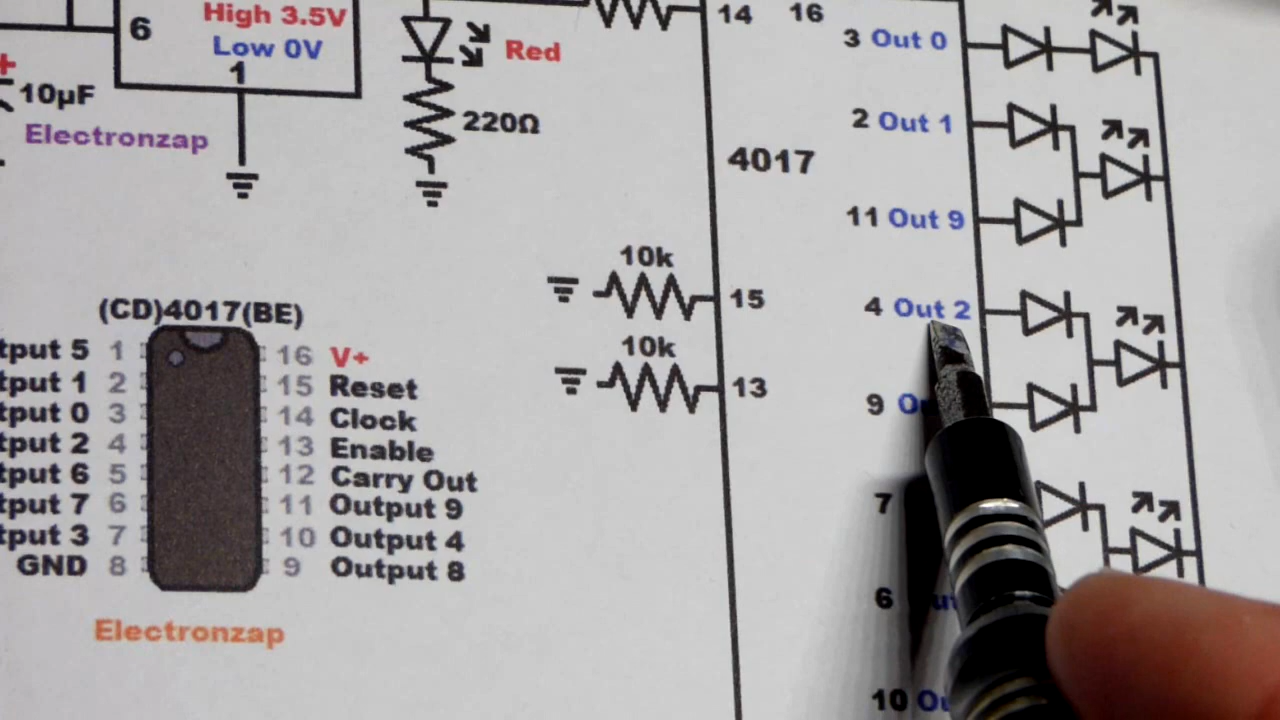 High 3.5V
Low 0V
6
1
+
10µF
Electronzap
Red
220Ω
14
16
4017
3 Out 0
2 Out 1
11 Out 9
4 Out 2
9
7
6
10
10k
15
10k
13
(CD)4017(BE)
tput 5 1
tput 1 2
tput 0 3
tput 2 4
tput 6 5
tput 7 6
tput 3 7
GND 8
16 V+
15 Reset
14 Clock
13 Enable
12 Carry Out
11 Output 9
10 Output 4
9 Output 8
Electronzap